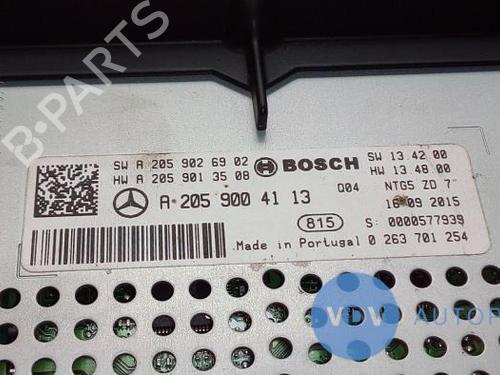 B-PARTS
SW A 205 902 69 02 BOSCH SW 13.42 00
HW A 205 901 35 08 HW 13.48 00
A 205 900 41 13 Q04 NTG5 ZD 7"
16.09.2015
815 S: 0000577939
Made in Portugal 0 263 701 254
VDV AUTOP